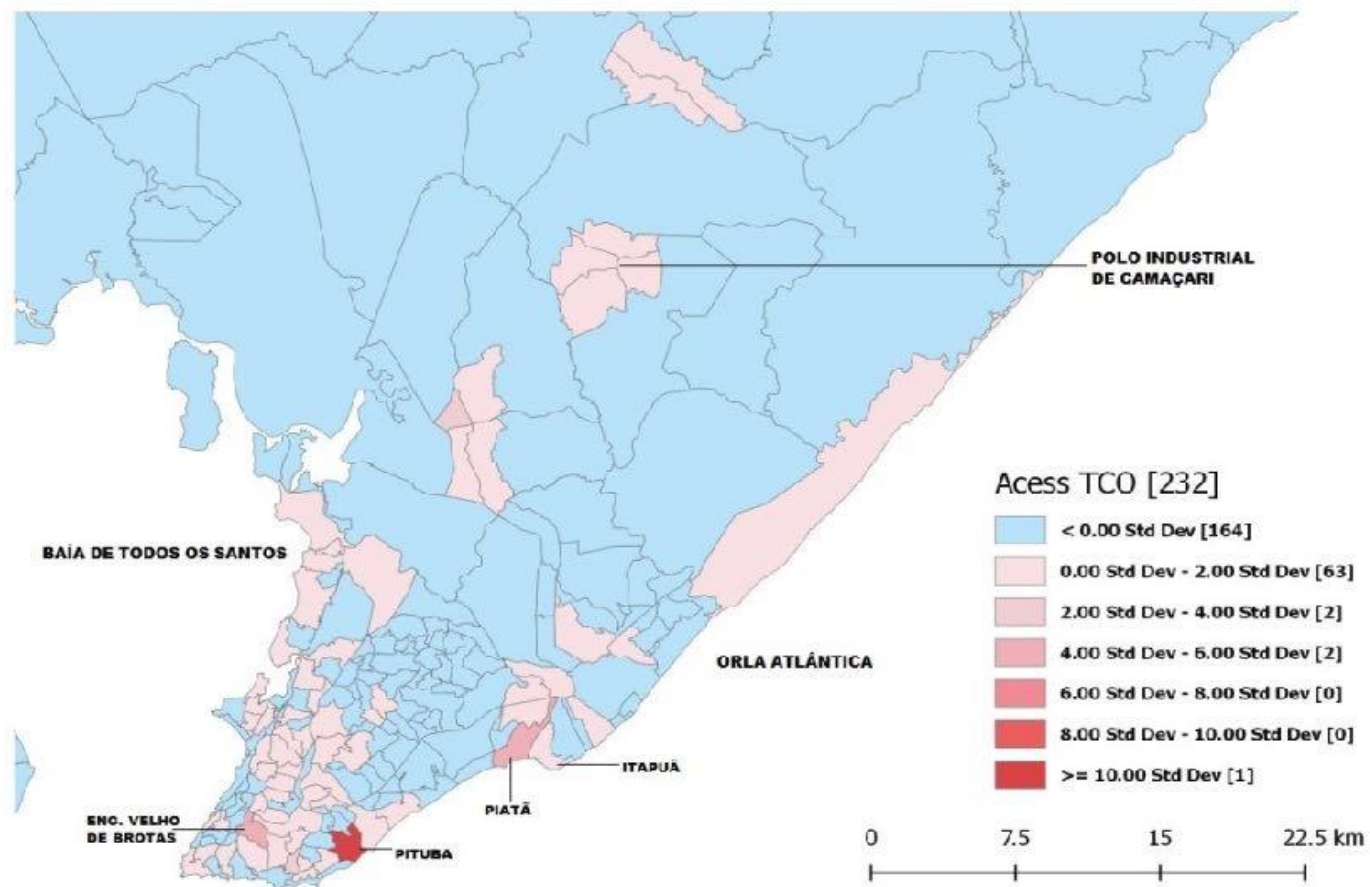 POLO INDUSTRIAL
DE CAMAÇARI
BAÍA DE TODOS OS SANTOS
ORLA ATLÂNTICA
ITAPUÃ
PIATÃ
ENG. VELHO
DE BROTAS
PITUBA
Acess TCO [232]
< 0.00 Std Dev [164]
0.00 Std Dev - 2.00 Std Dev [63]
2.00 Std Dev - 4.00 Std Dev [2]
4.00 Std Dev - 6.00 Std Dev [2]
6.00 Std Dev - 8.00 Std Dev [0]
8.00 Std Dev - 10.00 Std Dev [0]
>= 10.00 Std Dev [1]
0 7.5 15 22.5 km